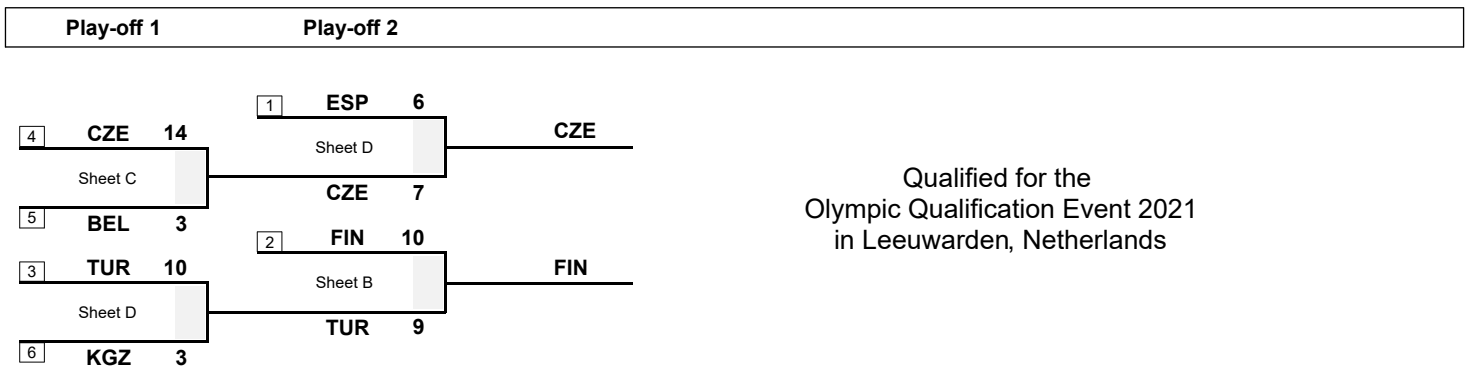 Play-off 1 Play-off 2
1 ESP 6
4 CZE 14
Sheet D
CZE
Sheet C
CZE 7
5 BEL 3
2 FIN 10
3 TUR 10
Sheet B
FIN
Sheet D
TUR 9
6 KGZ 3
Qualified for the
Olympic Qualification Event 2021
in Leeuwarden, Netherlands